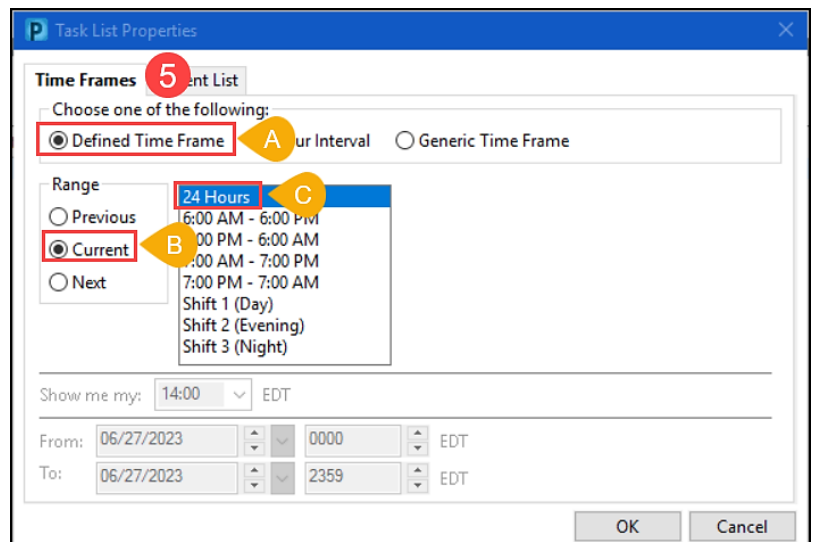 P Task List Properties
Time Frames 5 ent List
Choose one of the following:
Defined Time Frame A ur Interval Generic Time Frame
Range
Previous
Current B
Next
24 Hours C
6:00 AM - 6:00 PM
:00 PM - 6:00 AM
:00 AM - 7:00 PM
7:00 PM - 7:00 AM
Shift 1 (Day)
Shift 2 (Evening)
Shift 3 (Night)
Show me my: 14:00 EDT
From: 06/27/2023 0000 EDT
To: 06/27/2023 2359 EDT
OK Cancel